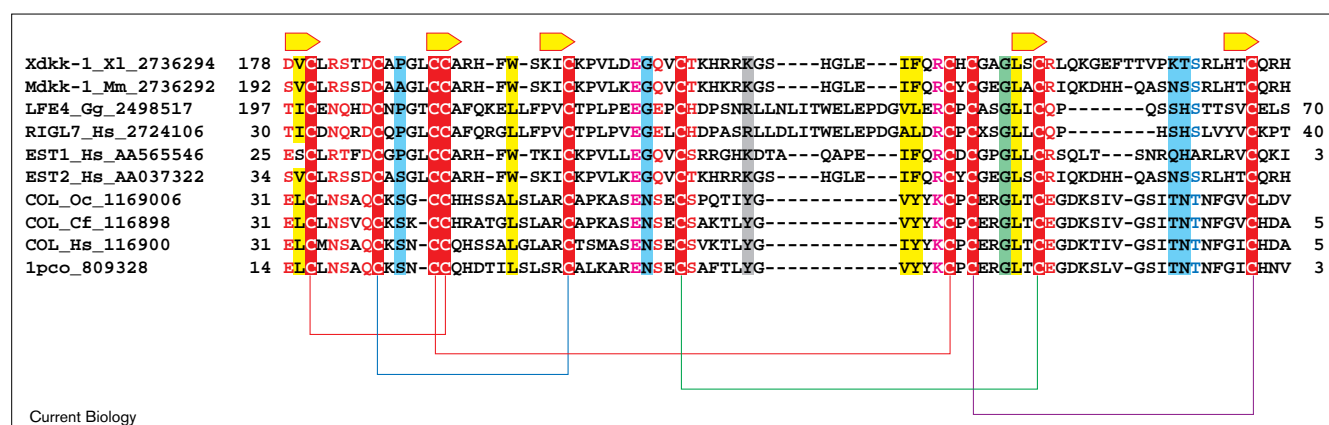 Xdkk-1_Xl_2736294 178 DVCLRSTDCAPGLCCARH-FW-SKICKPVLDEGQVCTKHRRKGS---HGLE---IFQRCHCGAGLSCRLQKGEFTTVPKTSRLHTCQRH
Mdkk-1_Mm_2736292 192 SVCLRSSDCAAGLCCARH-FW-SKICKPVLKEGQVCTKHKRKGS---HGLE---IFQRCYCGEGLACRIQKDHH-QASNSSRLHTCQRH
LFE4_Gg_2498517 197 TICENQHDCNPGTCCAFQKELLFPVCTPLPEEGEPCHDPSNRLLNLITWELEPDGVLERCPCASGLICQP------QSSHSTTSVCELS 70
RIGL7_Hs_2724106 30 TICDNQRDCQPGLCCAFQRGLLFPVCTPLPVEGELCHDPASRLLDLITWELEPDGALDRCPCXSGLLCQP------HSHSLVYVCKPT 40
EST1_Hs_AA565546 25 ESCLRTFDCGPGLCCARH-FW-TKICKPVLLEGQVCSRRGHKDTA---QAPE---IFQRCDCGPGLLCRSQLT---SNRQHARLRVCQKI 3
EST2_Hs_AA037322 34 SVCLRSSDCASGLCCARH-FW-SKICKPVLKEGQVCTKHRRKGS---HGLE---IFQRCYCGEGLSCRIQKDHH-QASNSSRLHTCQRH
COL_Oc_1169006 31 ELCLNSAQCKSG-CCHHSSALSLARCAPKASENSECSPQTIYG------------VYYKCPCERGLTCEGDKSIV-GSITNTNFGVCLDV
COL_Cf_116898 31 ELCLNSVQCKSK-CCHRATGLSLARCAPKASENSECSAKTLYG------------VYYKCPCERGLTCEGDKSIV-GSITNTNFGICHDA 5
COL_Hs_116900 31 ELCMNSAQCKSN-CCQHSSALGLARCTSMASENSECSVKTLYG------------IYYKCPCERGLTCEGDKTIV-GSITNTNFGICHDA 5
1pco_809328 14 ELCLNSAQCKSN-CCQHDTILSLSRCALKARENSECSAFTLYG------------VYYKCPCERGLTCEGDKSLV-GSITNTNFGICHNV 3
Current Biology